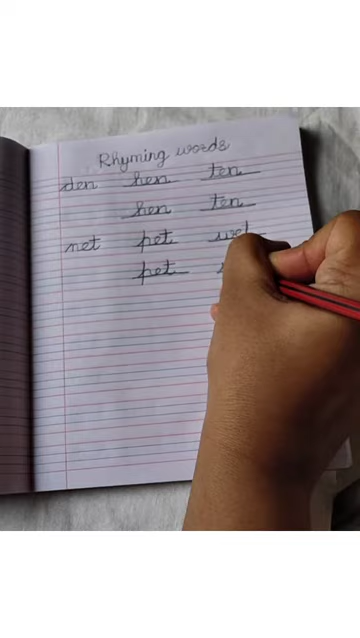 Rhyming words
den hen ten
hen ten
net pet wet
pet